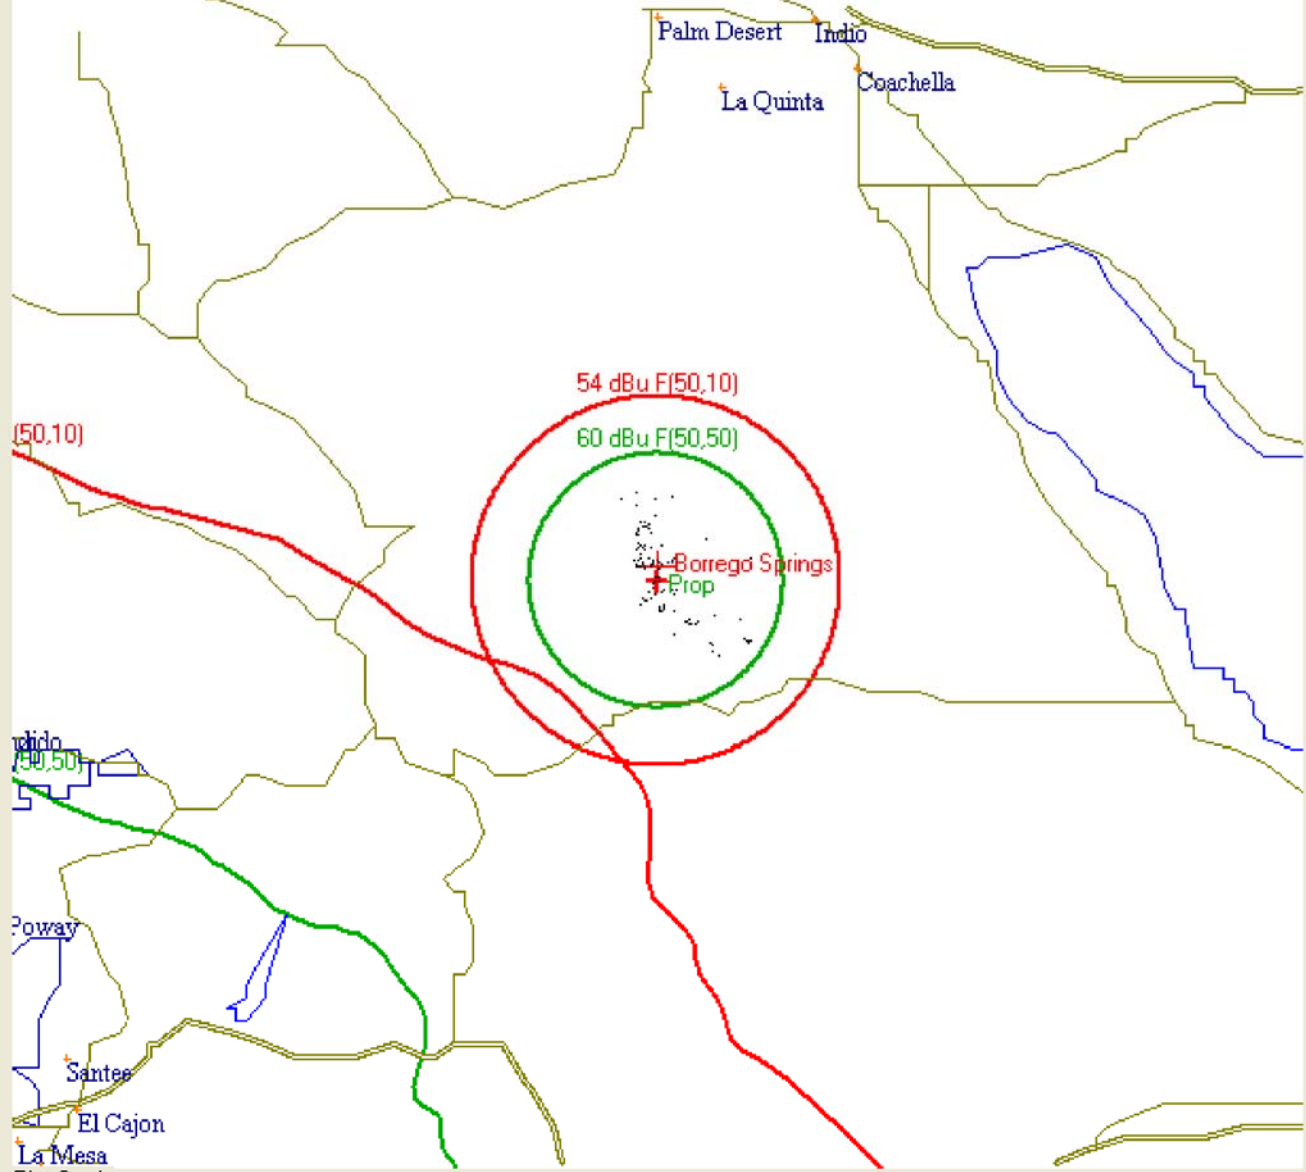 Palm Desert
Indio
Coachella
La Quinta
54 dBu F(50,10)
(50,10)
60 dBu F(50,50)
Borrego Springs
Prop
dido
(50,50)
Poway
Santee
El Cajon
La Mesa